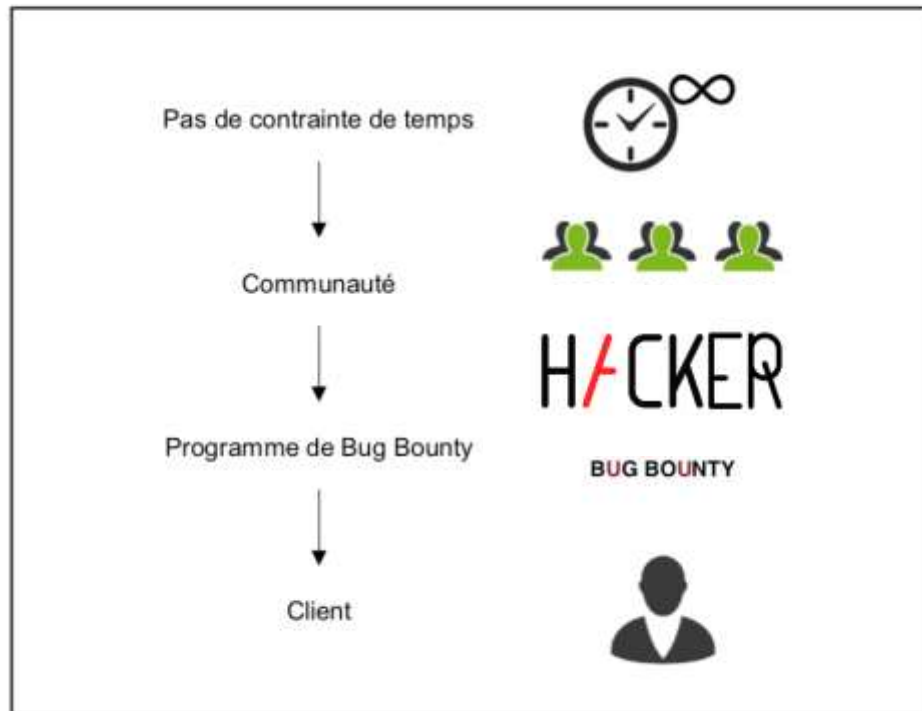 Pas de contrainte de temps
Communauté
HACKER
Programme de Bug Bounty
BUG BOUNTY
Client